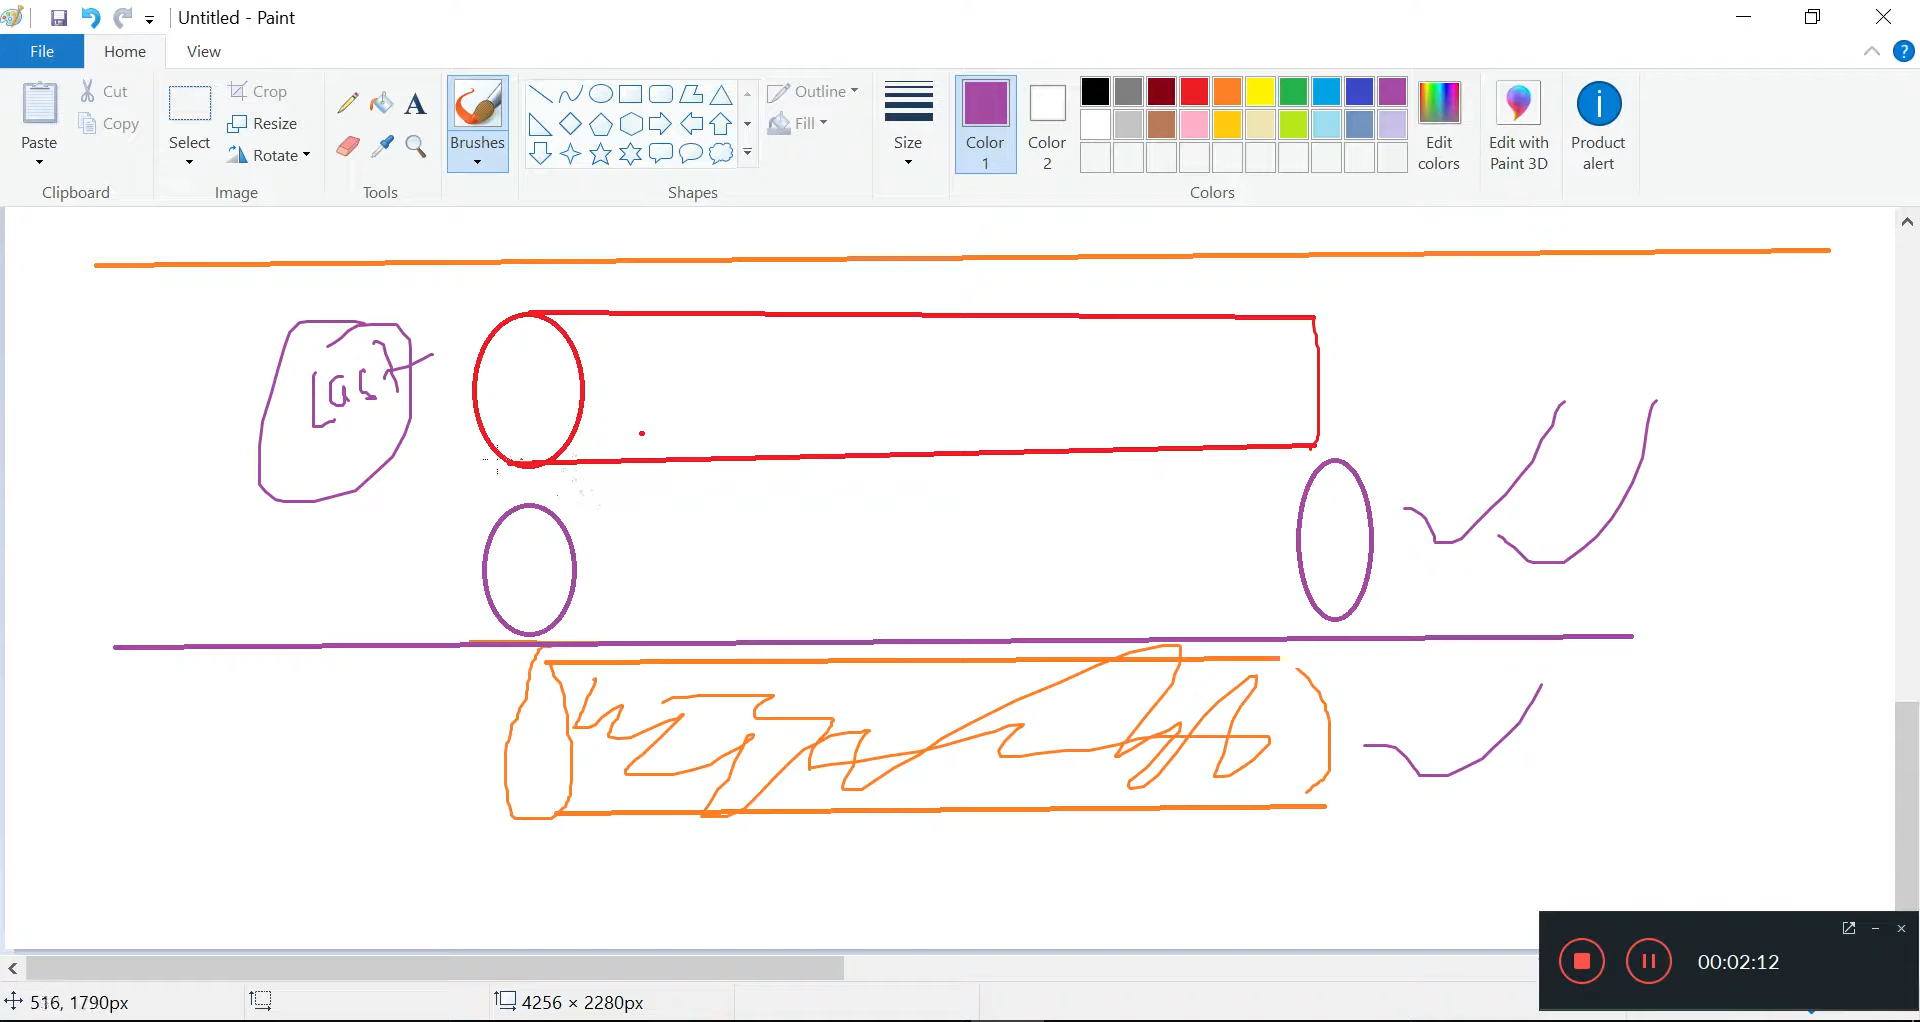 Untitled - Paint
File Home View
Paste
Cut
Copy
Clipboard
Select
Crop
Resize
Rotate
Image
A
Tools
Brushes
Outline
Fill
Shapes
Size
Color 1
Color 2
Edit colors
Edit with Paint 3D
Product alert
Colors
Last
516, 1790px
4256 × 2280px
00:02:12